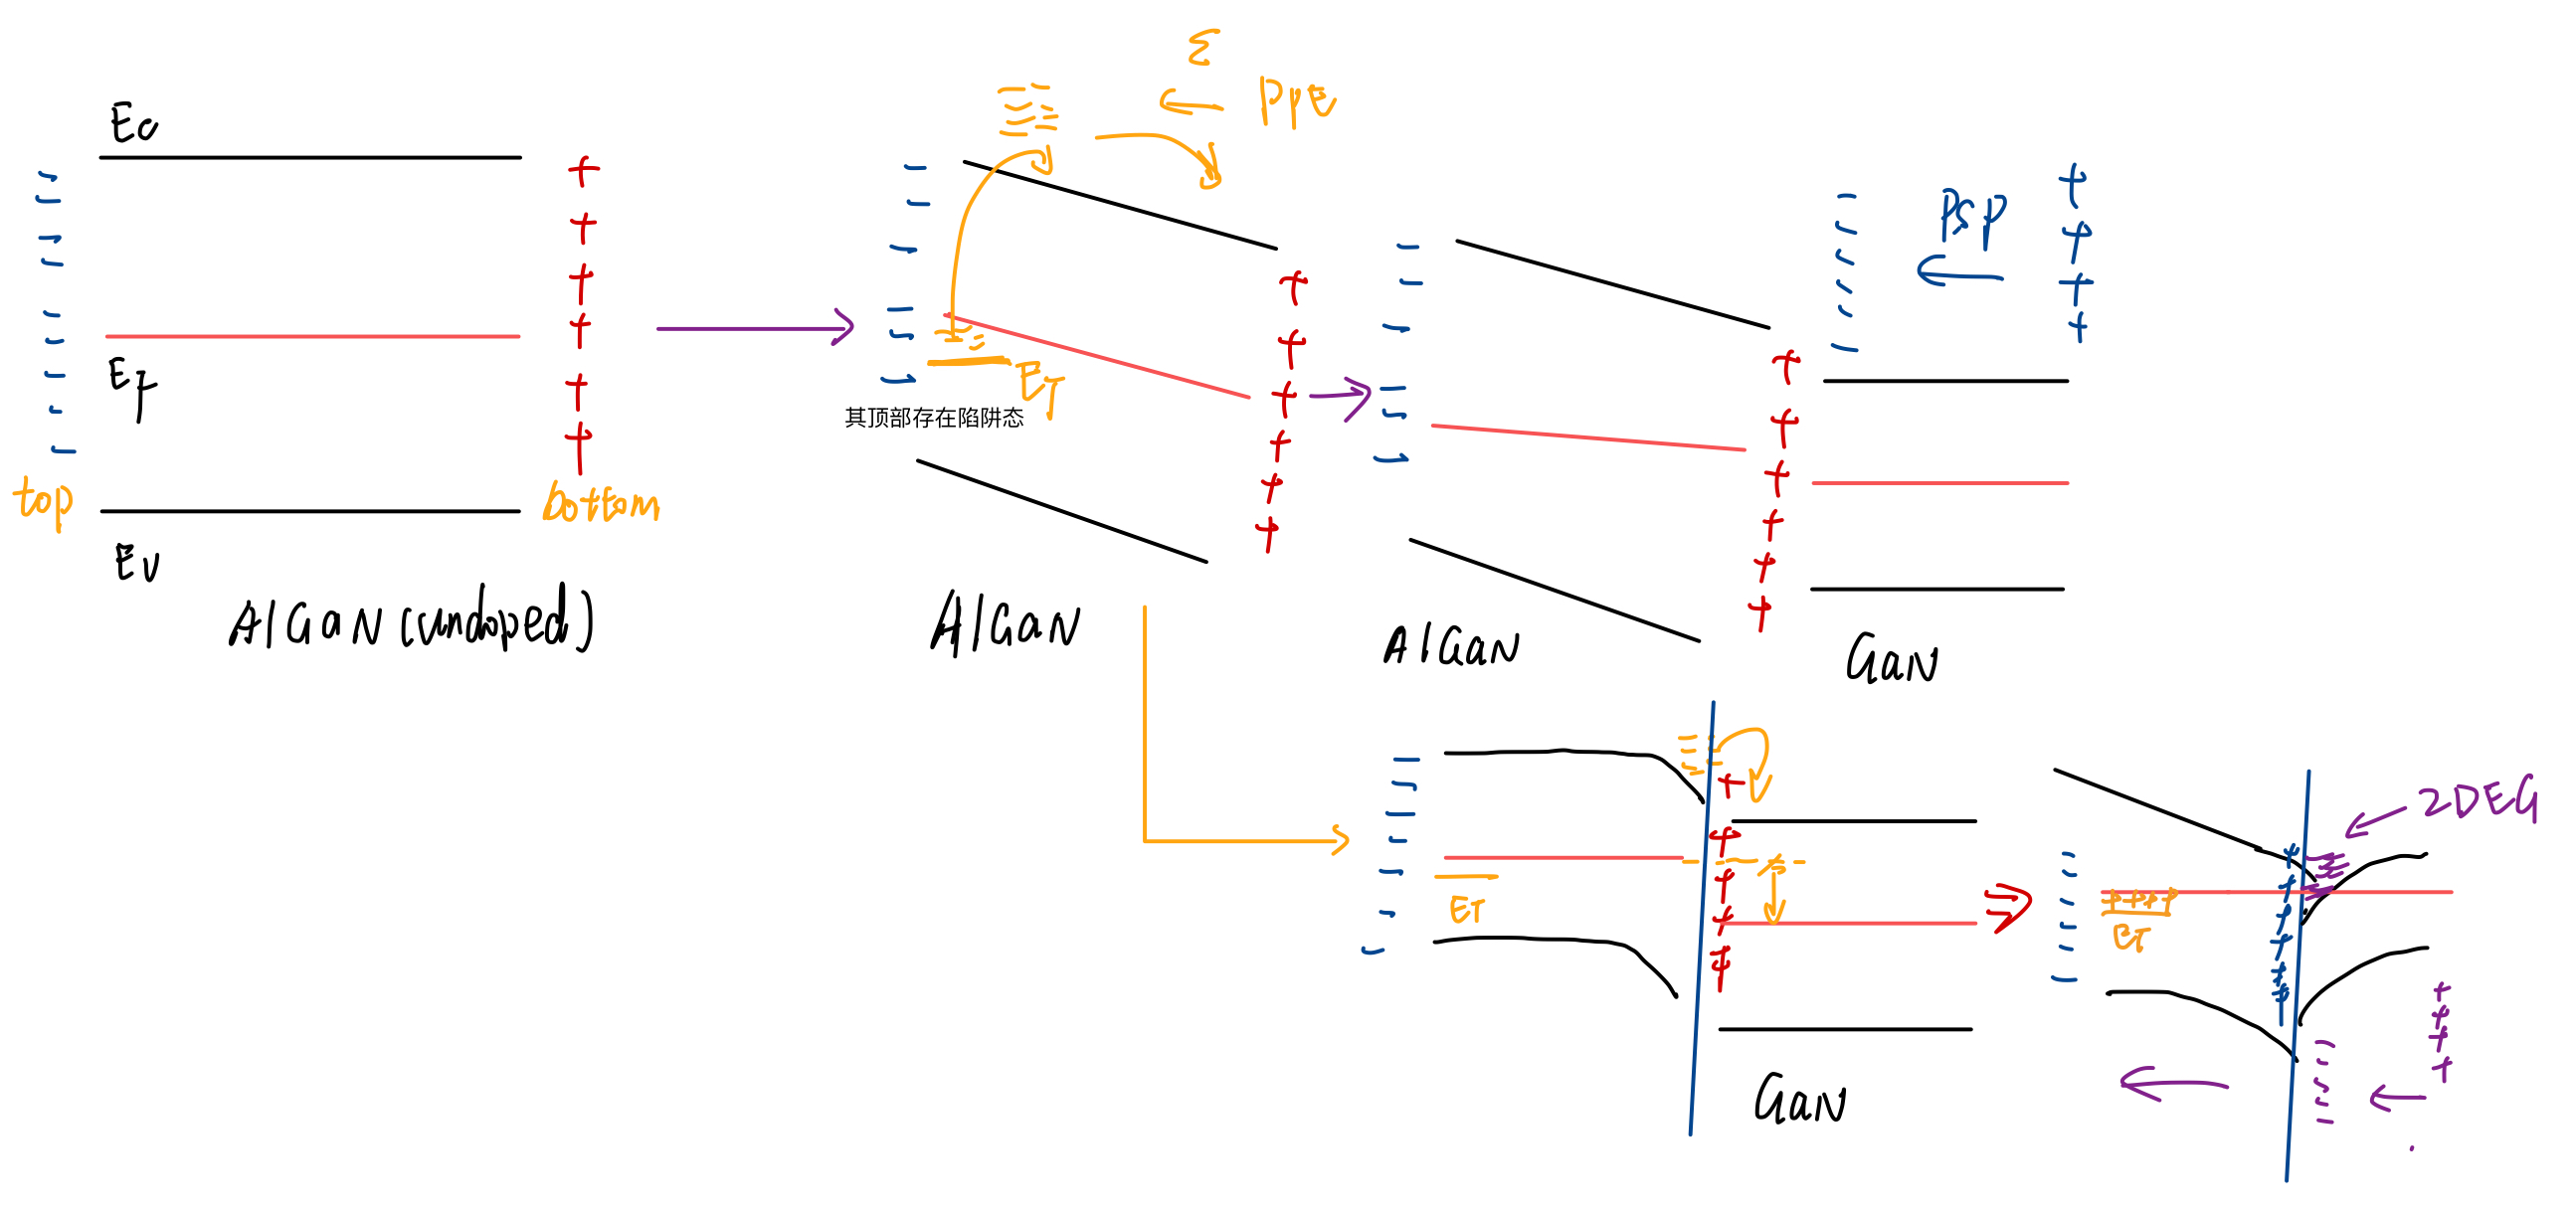 Ec
Ef
top
bottom
Ev
AlGaN (undoped)
ε
PPE
ET
其顶部存在陷阱态
AlGaN
Psp
AlGaN
GaN
ET
GaN
2DEG
ET